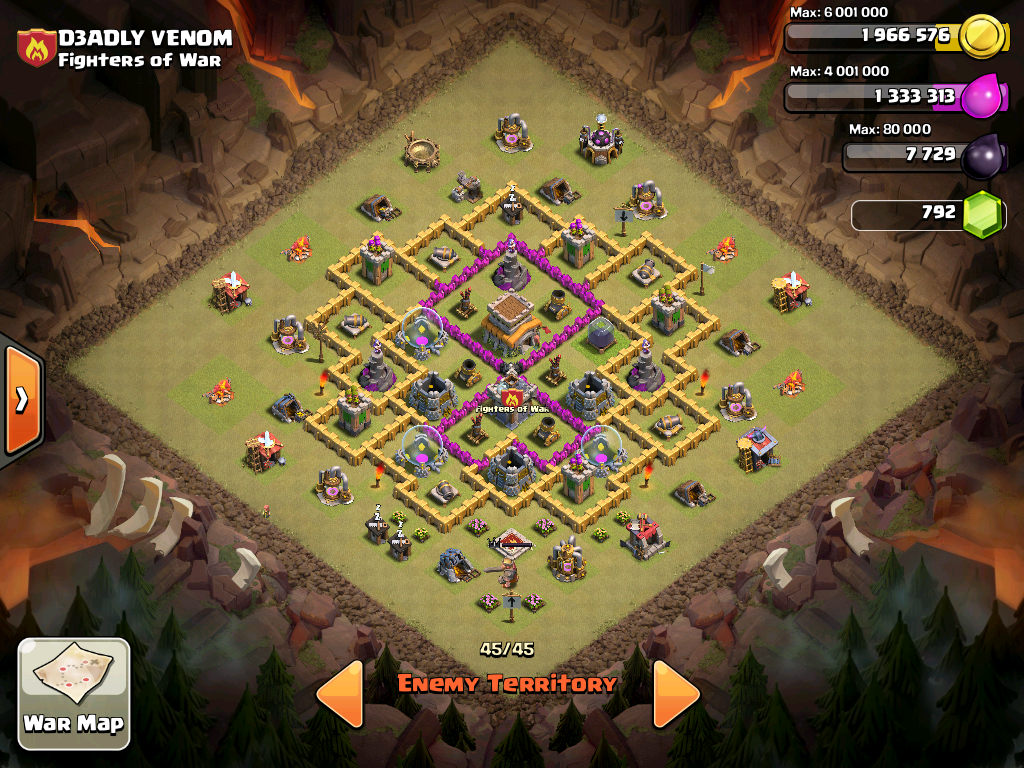 D3ADLY VENOM
Fighters of War
Max: 6 001 000
1 966 576
Max: 4 001 000
1 333 313
Max: 80 000
7 729
792
Fighters of War
45/45
Enemy Territory
War Map